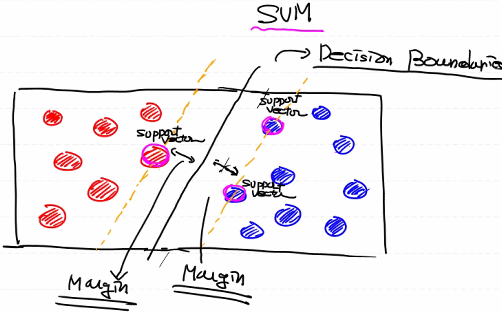 SVM
Decision Boundaries
support
vector
support
vector
support
vector
Margin
Margin